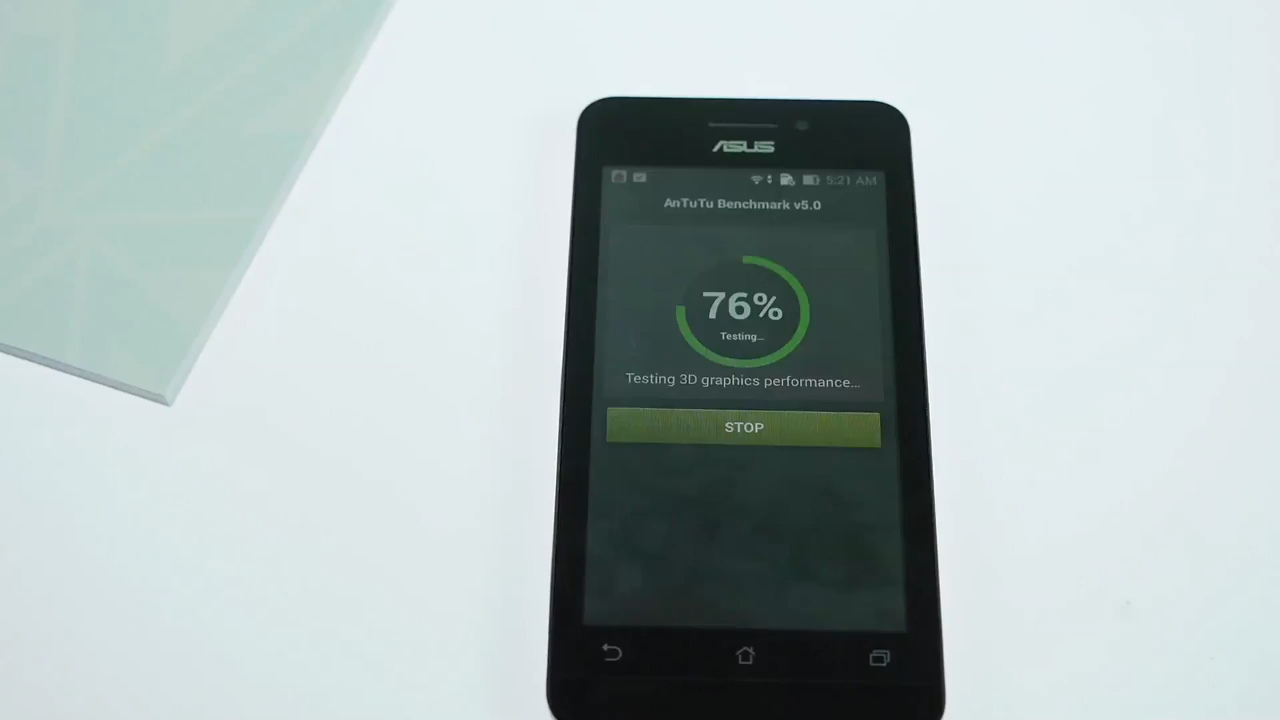 ASUS
5:21 AM
AnTuTu Benchmark v5.0
76%
Testing...
Testing 3D graphics performance...
STOP